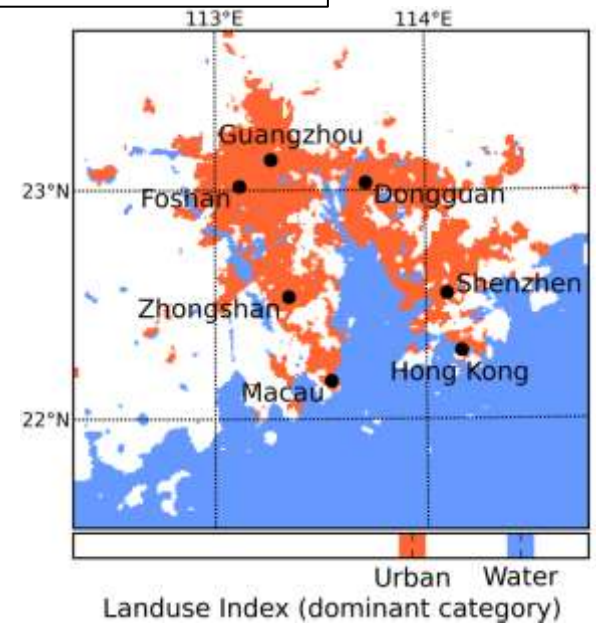 113°E 114°E
Guangzhou
23°N
Foshan Dongguan
Shenzhen
Zhongshan
Hong Kong
Macau
22°N
Urban Water
Landuse Index (dominant category)